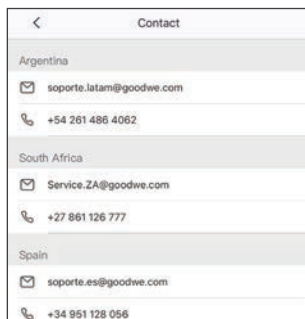 Contact
Argentina
soporte.latam@goodwe.com
+54 261 486 4062
South Africa
Service.ZA@goodwe.com
+27 861 126 777
Spain
soporte.es@goodwe.com
+34 951 128 056